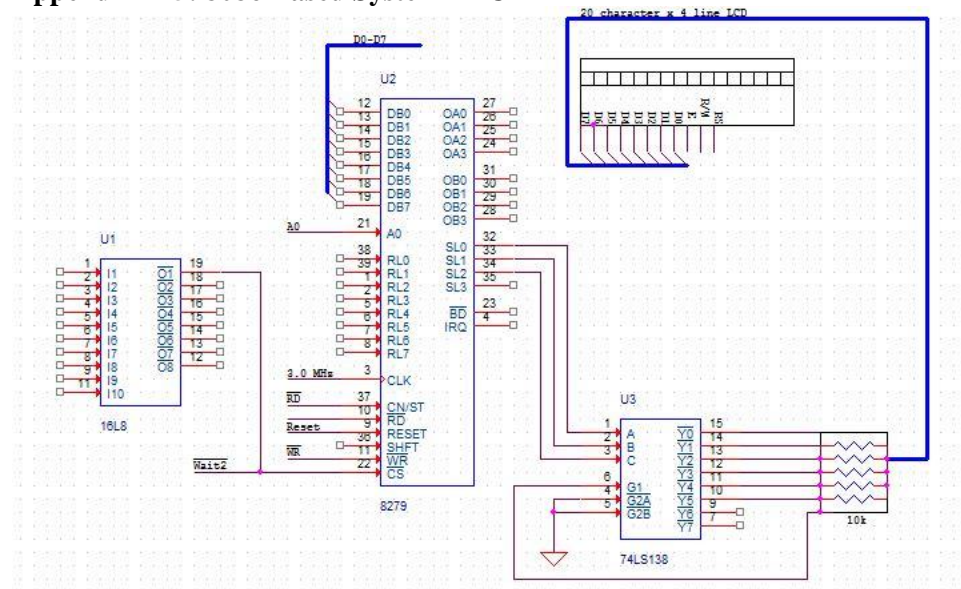 20 character x 4 line LCD
D0-D7
U2
12 DB0
13 DB1
14 DB2
15 DB3
16 DB4
17 DB5
18 DB6
19 DB7
21 A0
A0
38 RL0
39 RL1
1 RL2
2 RL3
5 RL4
6 RL5
7 RL6
8 RL7
3.0 MHz
3 CLK
RD
37 CN/ST
10 RD
Reset
9 RESET
36 SHFT
WR
11 WR
Wait2
22 CS
OA0 27
OA1 26
OA2 25
OA3 24
OB0 31
OB1 30
OB2 29
OB3 28
SL0 32
SL1 33
SL2 34
SL3 35
BD 23
IRQ 4
8279
D7 D6 D5 D4 D3 D2 D1 D0 E R/W RS
U1
1 I1
2 I2
3 I3
4 I4
5 I5
6 I6
7 I7
8 I8
9 I9
11 I10
O1 19
O2 18
O3 17
O4 16
O5 15
O6 14
O7 13
O8 12
16L8
U3
1 A
2 B
3 C
6 G1
4 G2A
5 G2B
Y0 15
Y1 14
Y2 13
Y3 12
Y4 11
Y5 10
Y6 9
Y7 7
74LS138
10k